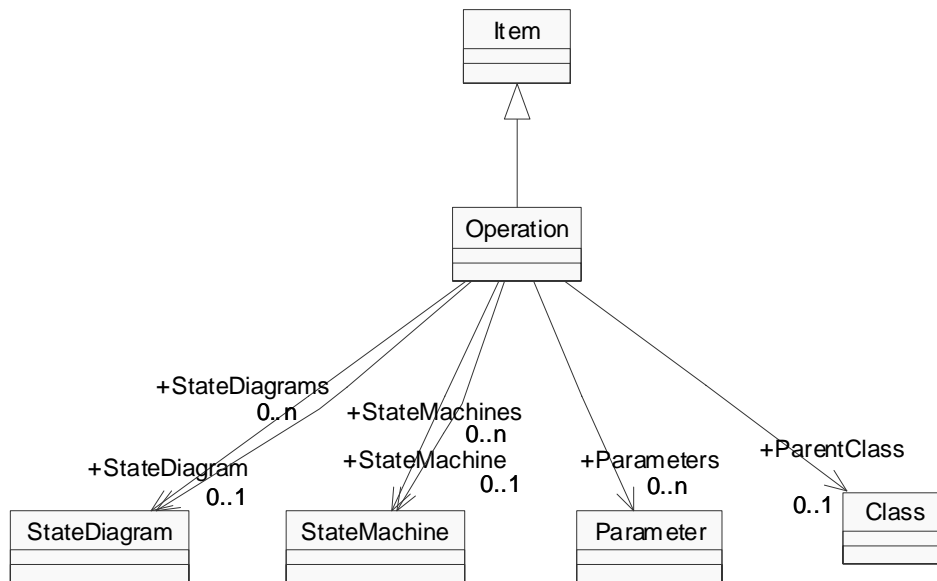 Item
Operation
+StateDiagrams
0..n
+StateMachines
0..n
+StateDiagram
0..1
+StateMachine
0..1
+Parameters
0..n
+ParentClass
0..1
StateDiagram
StateMachine
Parameter
Class